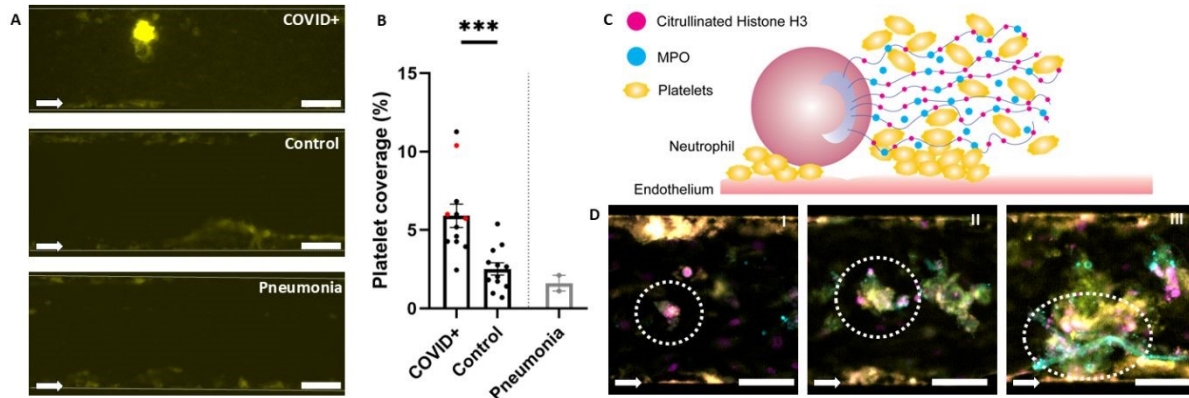 A
COVID+
Control
Pneumonia
B
***
Platelet coverage (%)
15
10
5
0
COVID+
Control
Pneumonia
C
Citrullinated Histone H3
MPO
Platelets
Neutrophil
Endothelium
D
I
II
III